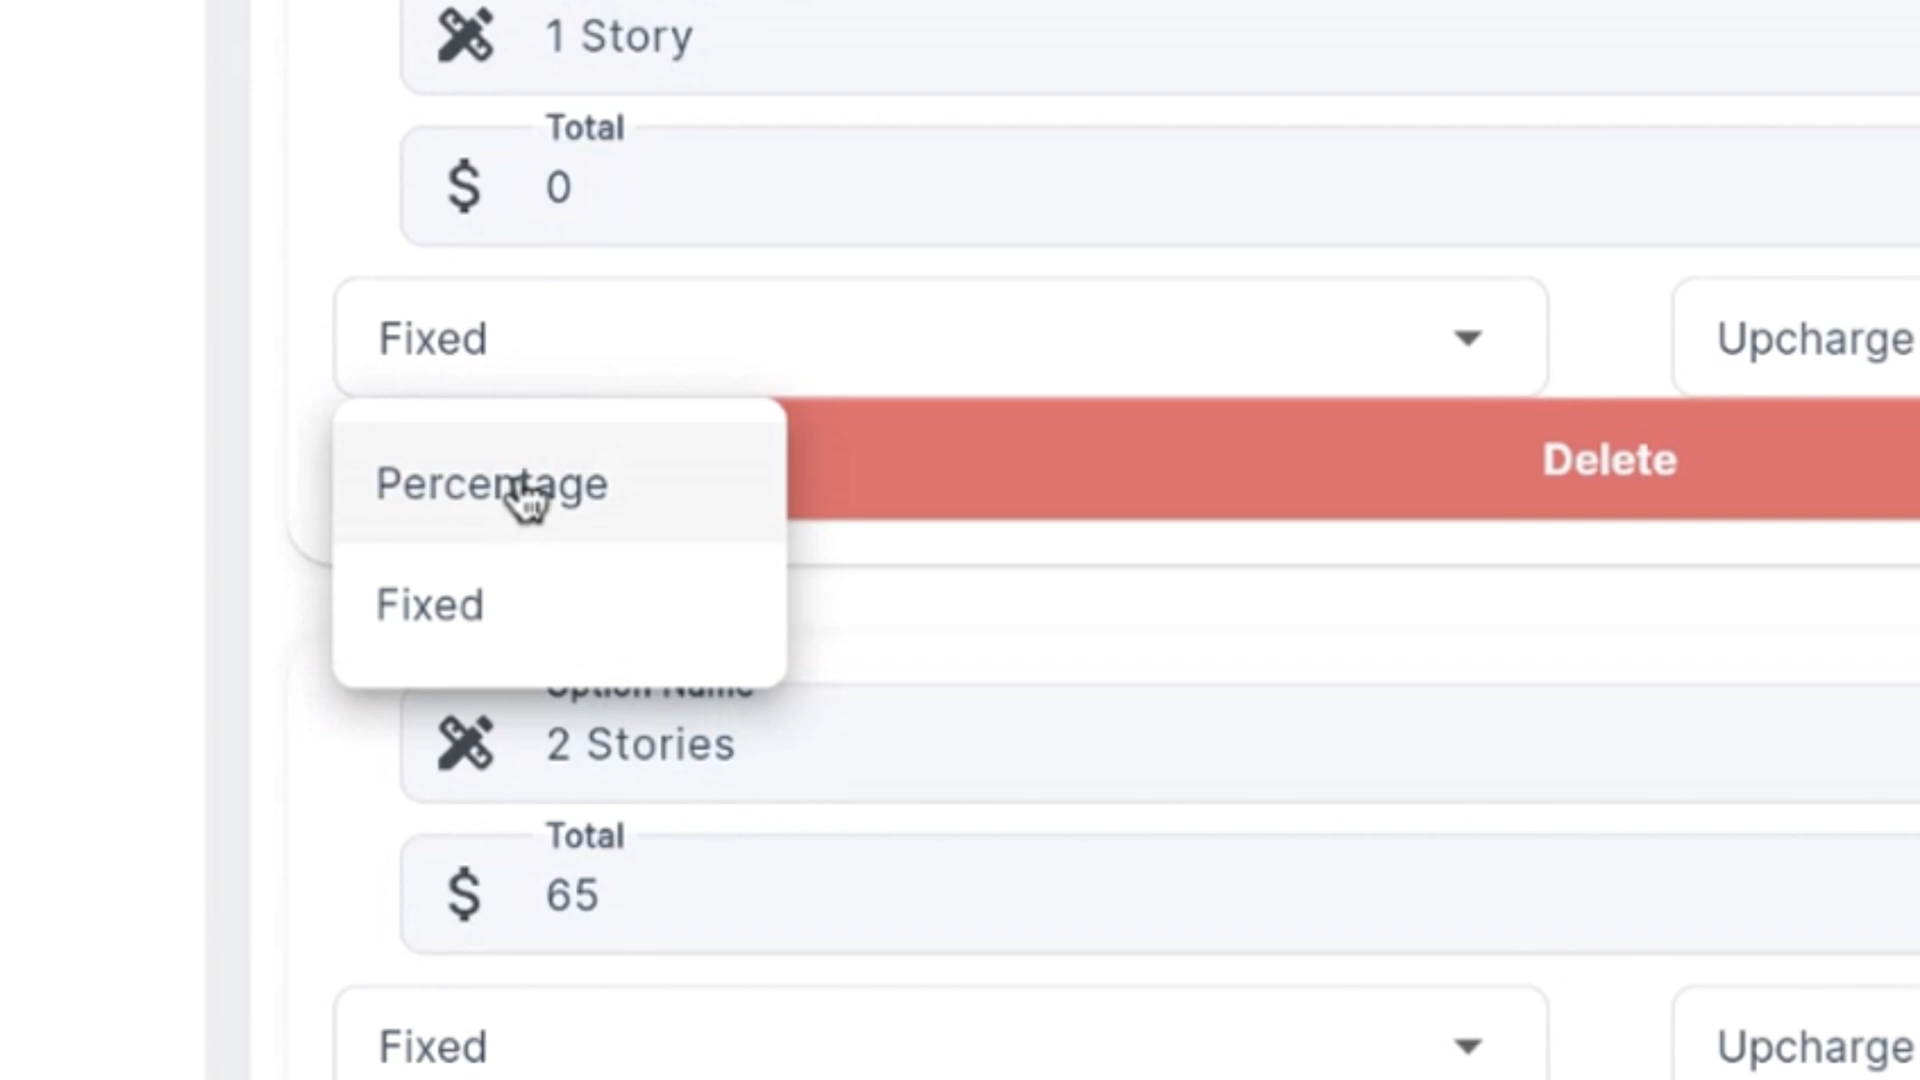 1 Story
Total
$ 0
Fixed
Upcharge
Percentage
Delete
Fixed
Option Name
2 Stories
Total
$ 65
Fixed
Upcharge